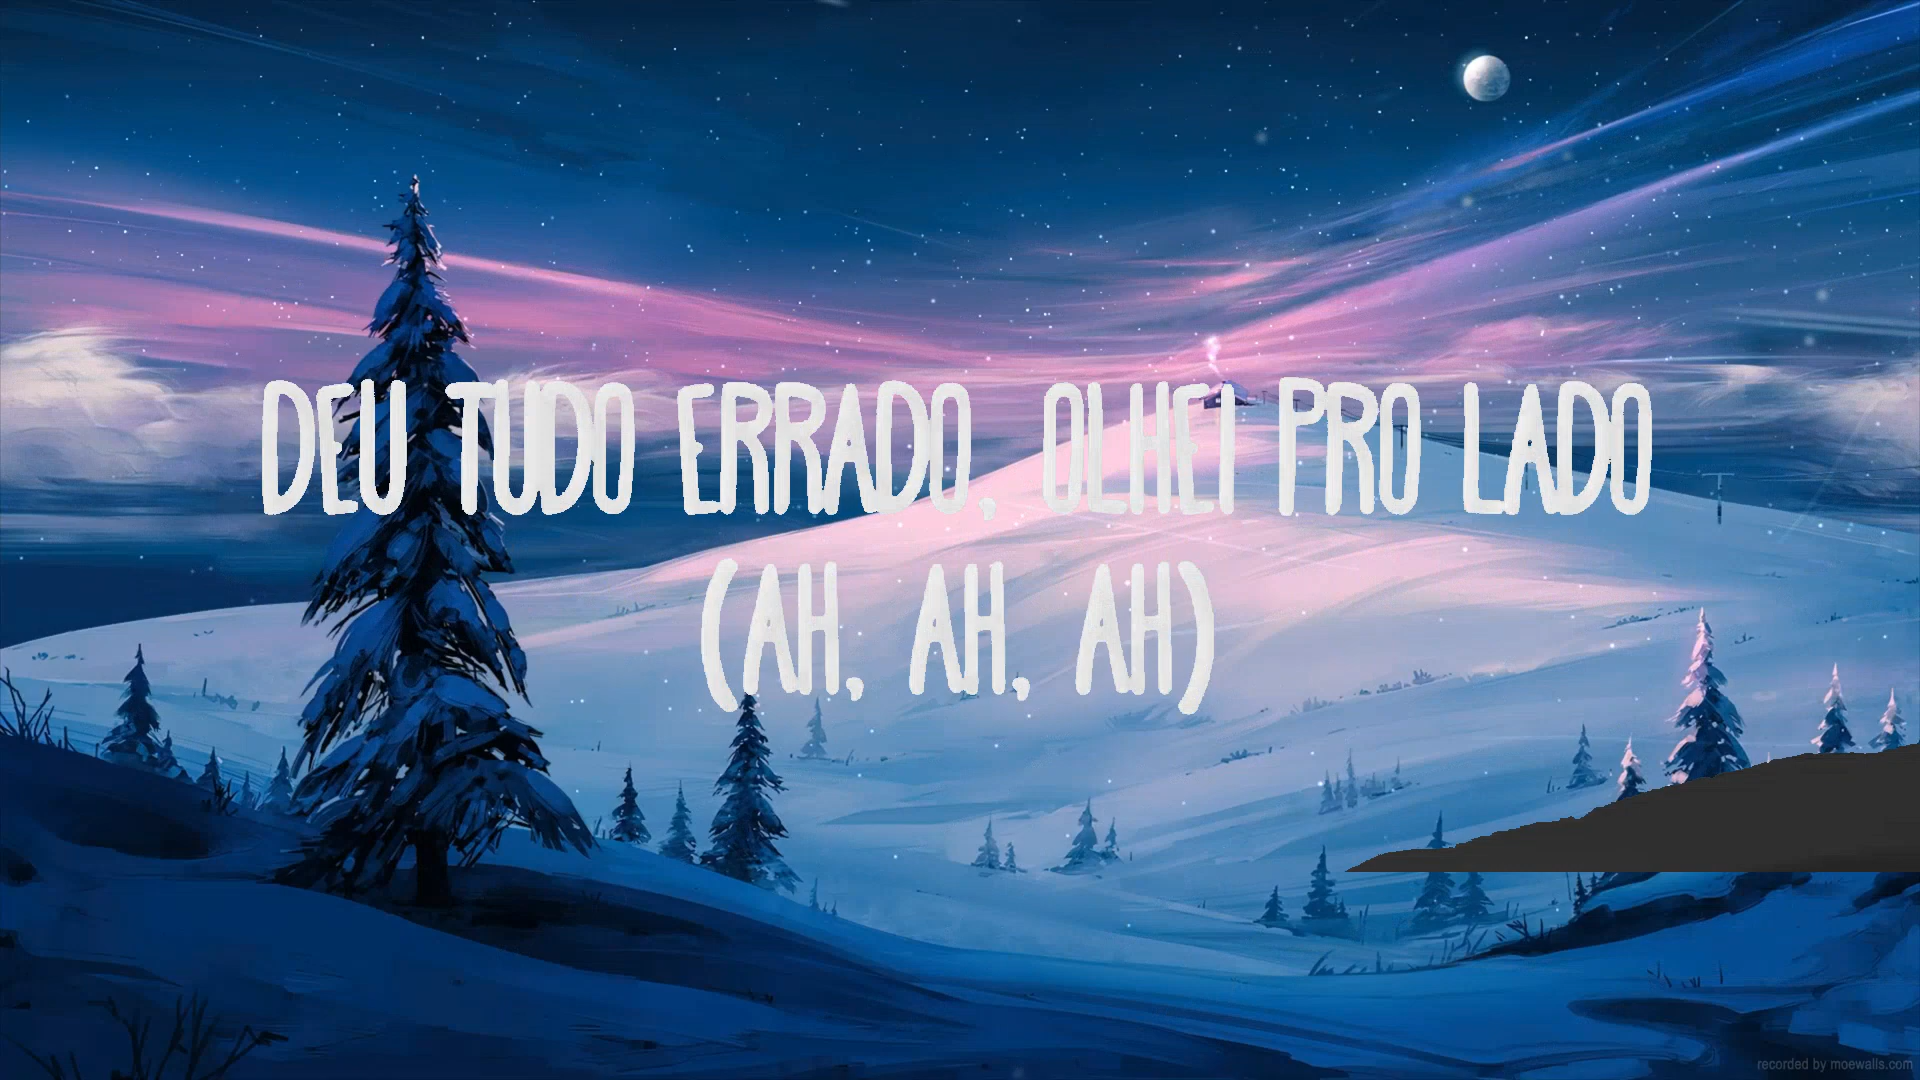 DEU TUDO ERRADO, OLHEI PRO LADO
(AH, AH, AH)
recorded by moewalls.com